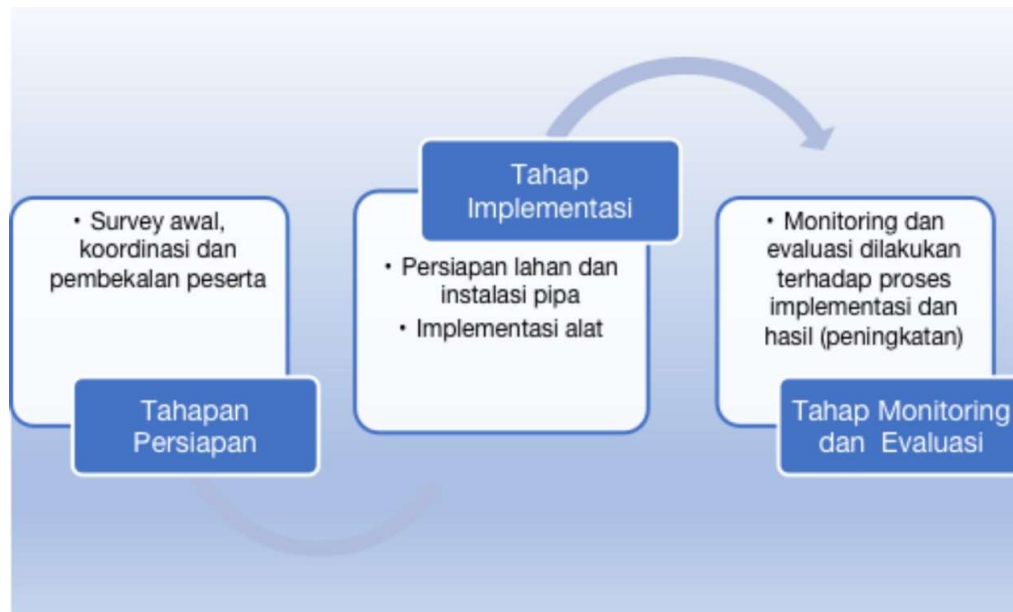 • Survey awal,
koordinasi dan
pembekalan peserta
Tahapan
Persiapan
Tahap
Implementasi
• Persiapan lahan dan
instalasi pipa
• Implementasi alat
• Monitoring dan
evaluasi dilakukan
terhadap proses
implementasi dan
hasil (peningkatan)
Tahap Monitoring
dan Evaluasi